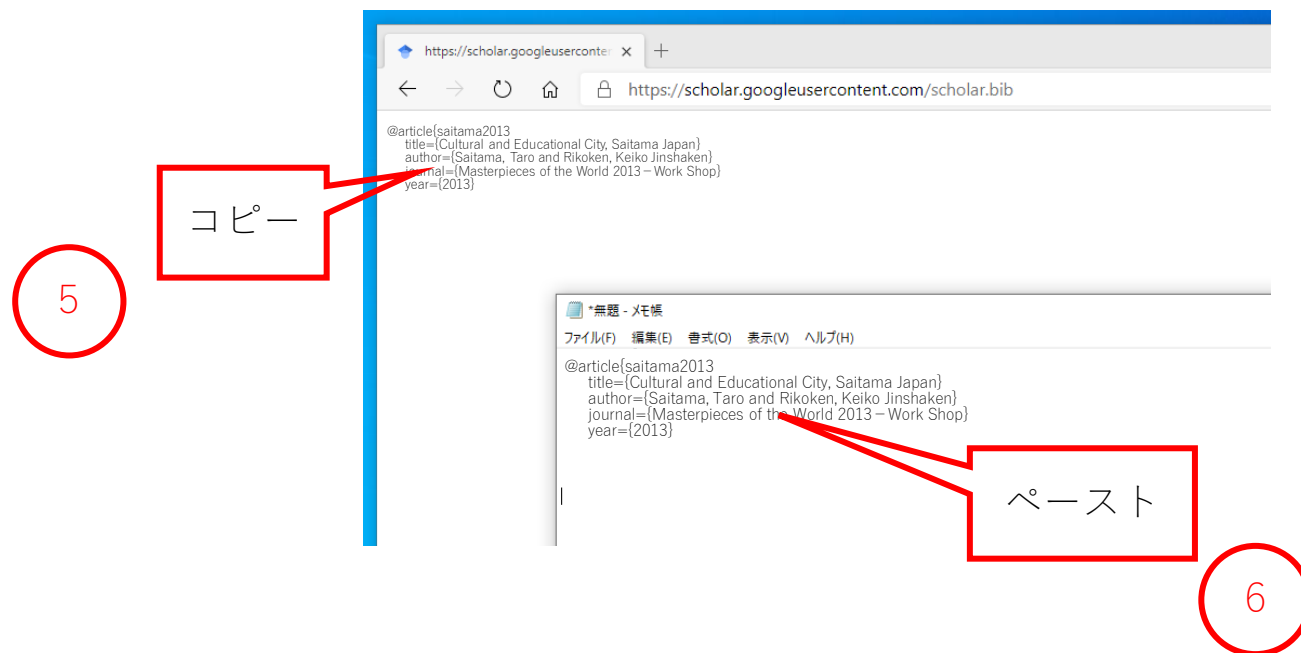 https://scholar.googleuserconter
https://scholar.googleusercontent.com/scholar.bib
@article{saitama2013
title={Cultural and Educational City, Saitama Japan}
author={Saitama, Taro and Rikoken, Keiko Jinshaken}
journal={Masterpieces of the World 2013－Work Shop}
year={2013}
コピー
5
*無題 - メモ帳
ファイル(F) 編集(E) 書式(O) 表示(V) ヘルプ(H)
@article{saitama2013
title={Cultural and Educational City, Saitama Japan}
author={Saitama, Taro and Rikoken, Keiko Jinshaken}
journal={Masterpieces of the World 2013－Work Shop}
year={2013}
ペースト
6